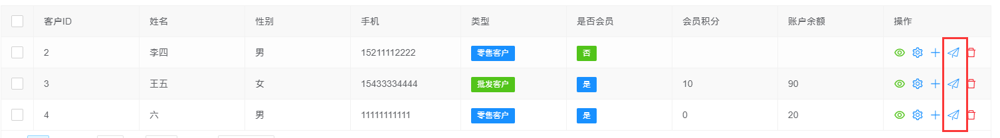 客户ID 姓名 性别 手机 类型 是否会员 会员积分 账户余额 操作
2 李四 男 15211112222 零售客户 否
3 王五 女 15433334444 批发客户 是 10 90
4 六 男 11111111111 零售客户 是 0 20